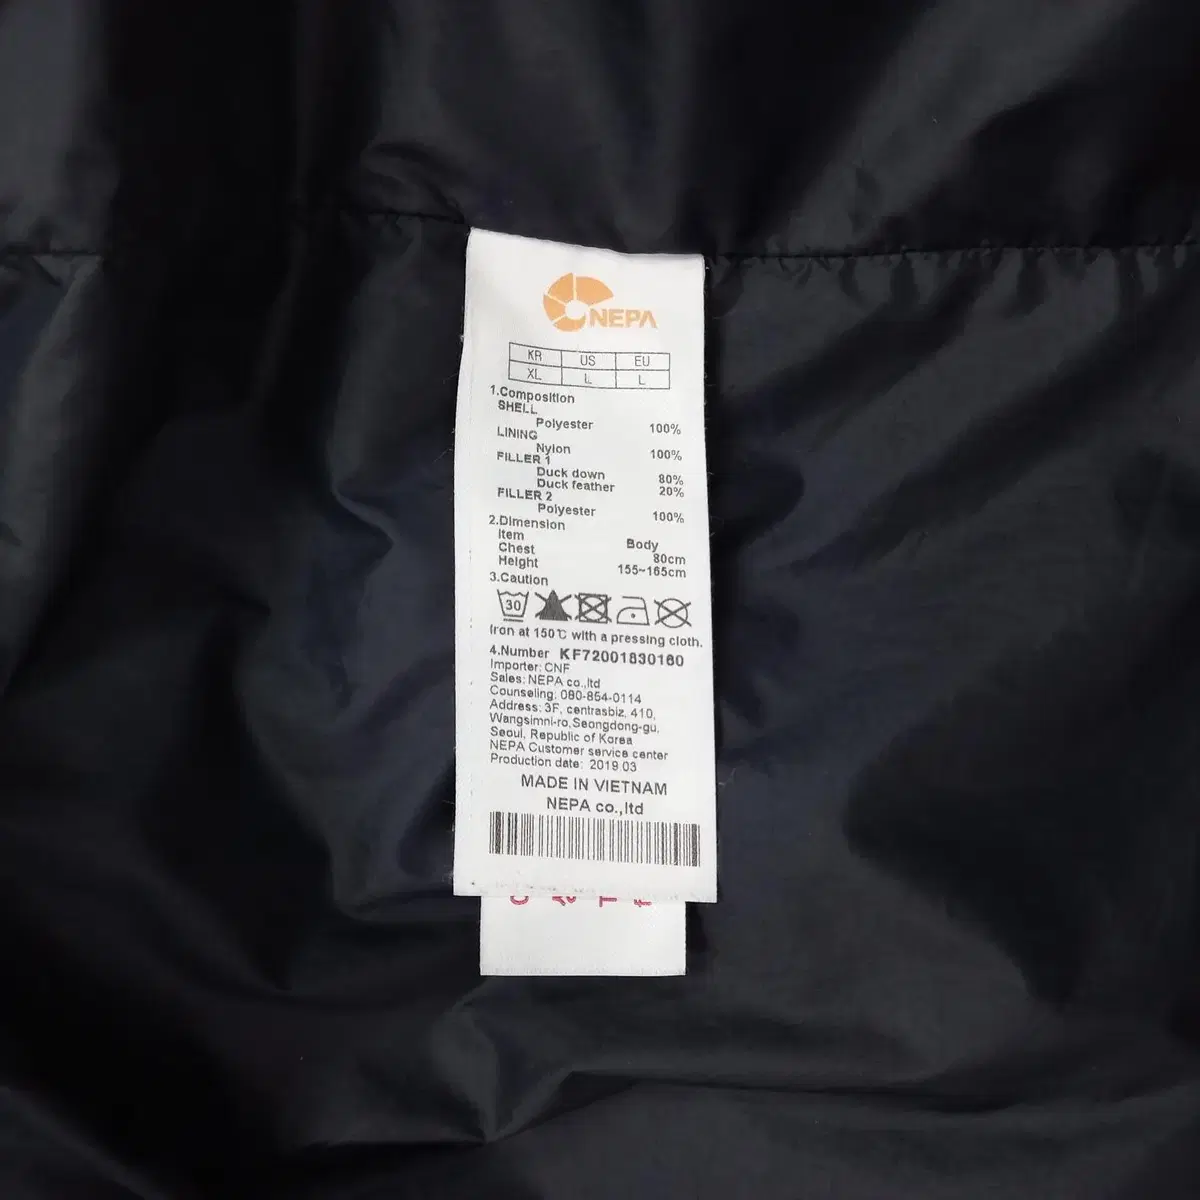 NEPA
KR US EU
XL L L
1.Composition
SHELL
Polyester 100%
LINING
Nylon 100%
FILLER 1
Duck down 80%
Duck feather 20%
FILLER 2
Polyester 100%
2.Dimension
Item Body
Chest 80cm
Height 155~165cm
3.Caution
30
Iron at 150℃ with a pressing cloth.
4.Number KF72001830160
Importer: CNF
Sales: NEPA co.,ltd
Counseling: 080-854-0114
Address: 3F, centrasbiz, 410,
Wangsimni-ro,Seongdong-gu,
Seoul, Republic of Korea
NEPA Customer service center
Production date: 2019.03
MADE IN VIETNAM
NEPA co.,ltd